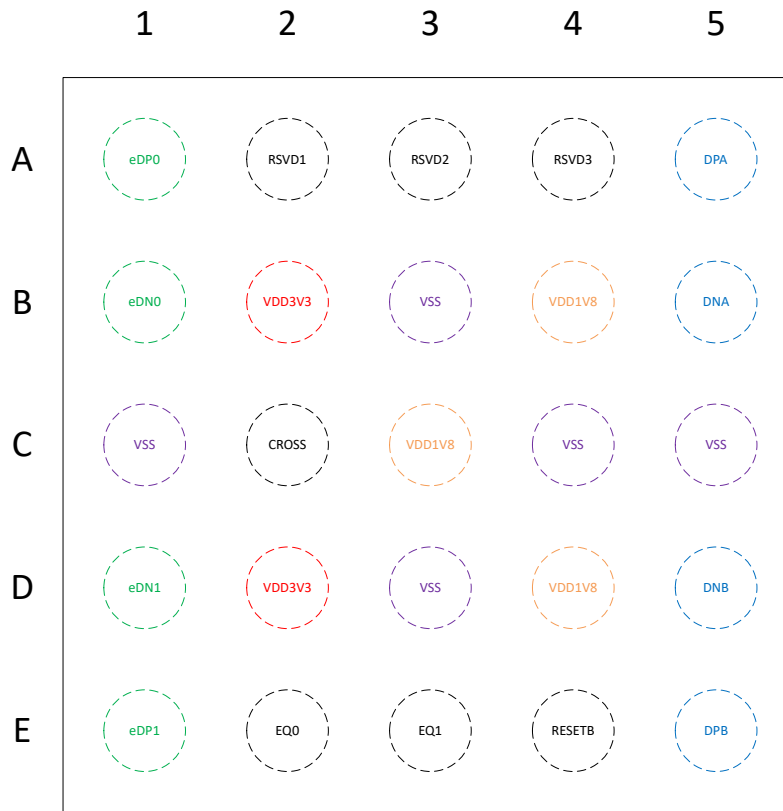 1 2 3 4 5
A eDP0 RSVD1 RSVD2 RSVD3 DPA
B eDN0 VDD3V3 VSS VDD1V8 DNA
C VSS CROSS VDD1V8 VSS VSS
D eDN1 VDD3V3 VSS VDD1V8 DNB
E eDP1 EQ0 EQ1 RESETB DPB